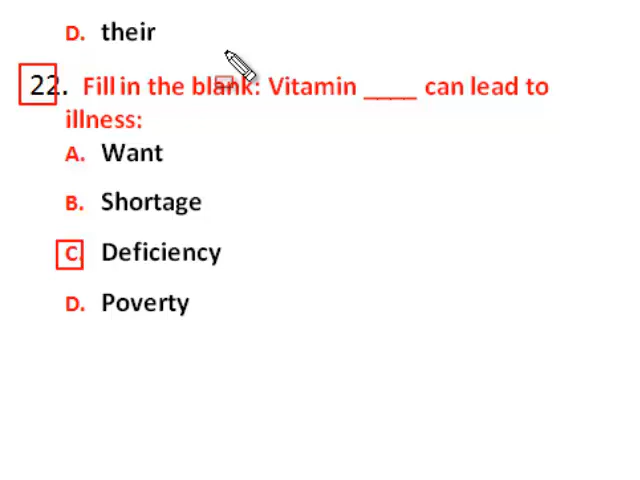 D. their
22. Fill in the blank: Vitamin ____ can lead to
illness:
A. Want
B. Shortage
C. Deficiency
D. Poverty